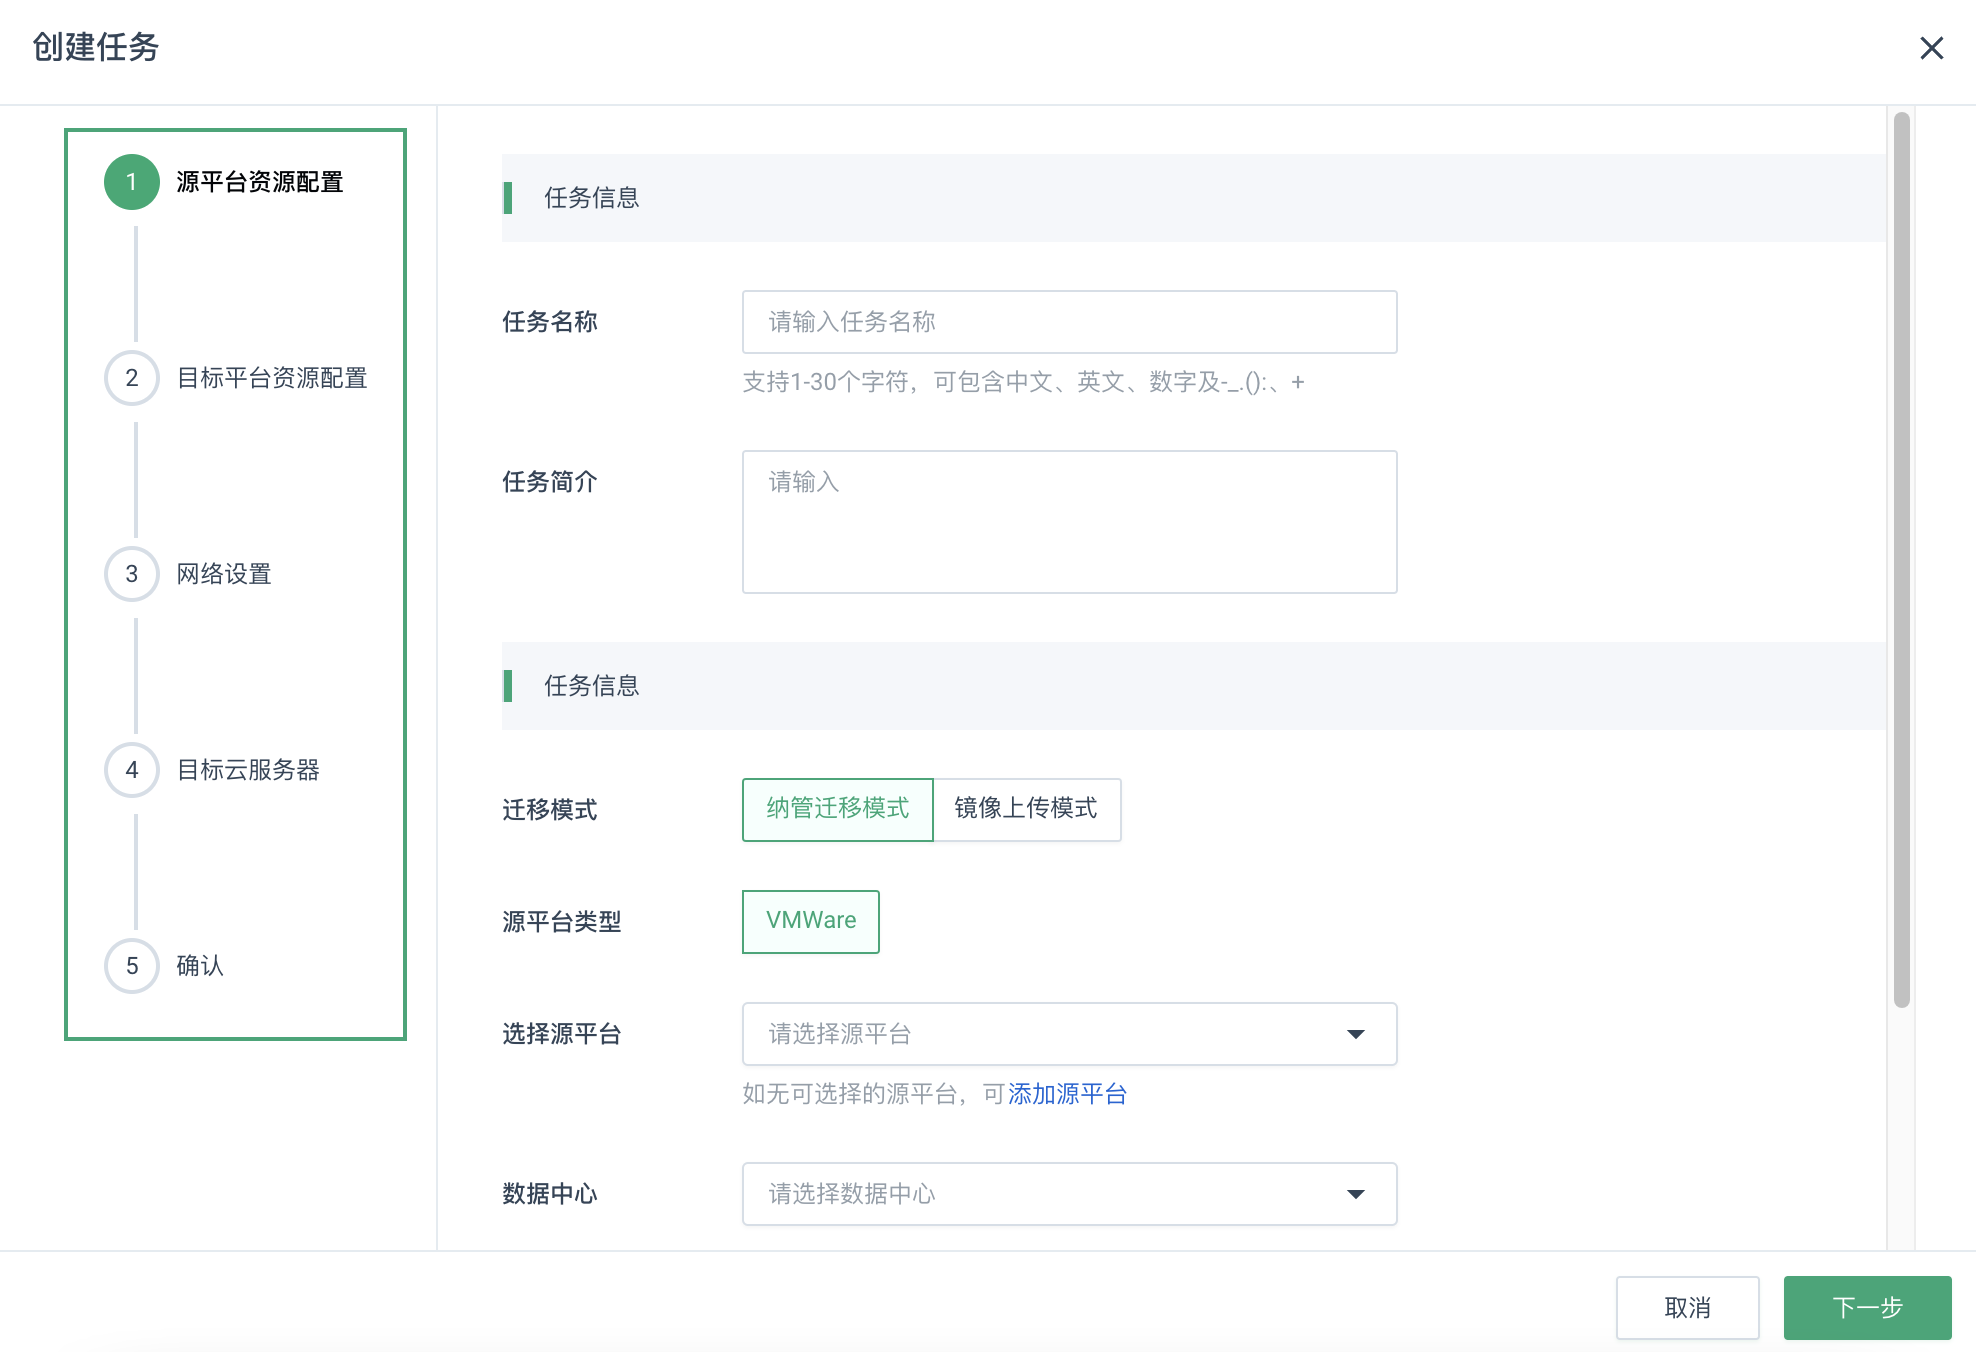 创建任务
1 源平台资源配置
2 目标平台资源配置
3 网络设置
4 目标云服务器
5 确认
任务信息
任务名称 请输入任务名称
支持1-30个字符，可包含中文、英文、数字及-_.():、+
任务简介 请输入
任务信息
迁移模式 纳管迁移模式 镜像上传模式
源平台类型 VMWare
选择源平台 请选择源平台
如无可选择的源平台，可添加源平台
数据中心 请选择数据中心
取消 下一步